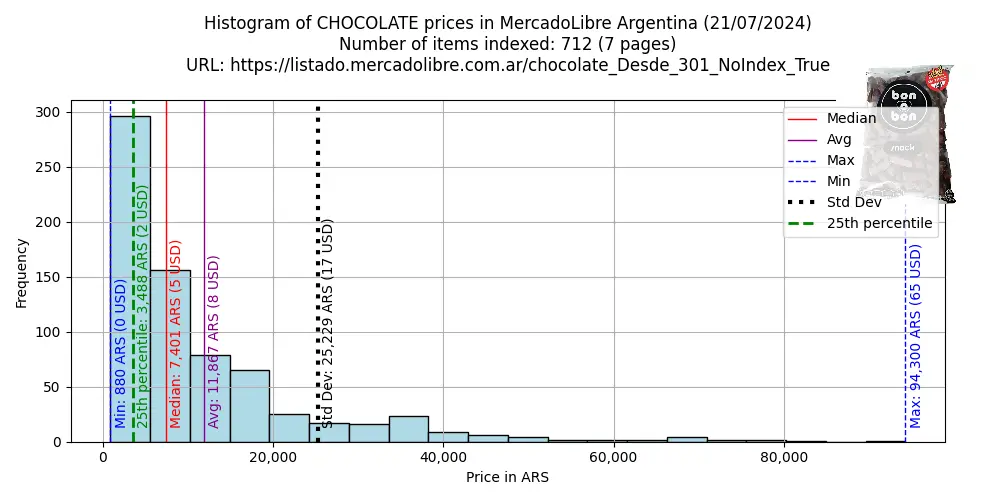 Histogram of CHOCOLATE prices in MercadoLibre Argentina (21/07/2024)
Number of items indexed: 712 (7 pages)
URL: https://listado.mercadolibre.com.ar/chocolate_Desde_301_NoIndex_True
bon
o
bon
snack
Median
Avg
Max
Min
Std Dev
25th percentile
Frequency
300
250
200
150
100
50
0
Min: 880 ARS (0 USD)
25th percentile: 3,488 ARS (2 USD)
Median: 7,401 ARS (5 USD)
Avg: 11,867 ARS (8 USD)
Std Dev: 25,229 ARS (17 USD)
Max: 94,300 ARS (65 USD)
0
20,000
40,000
60,000
80,000
Price in ARS